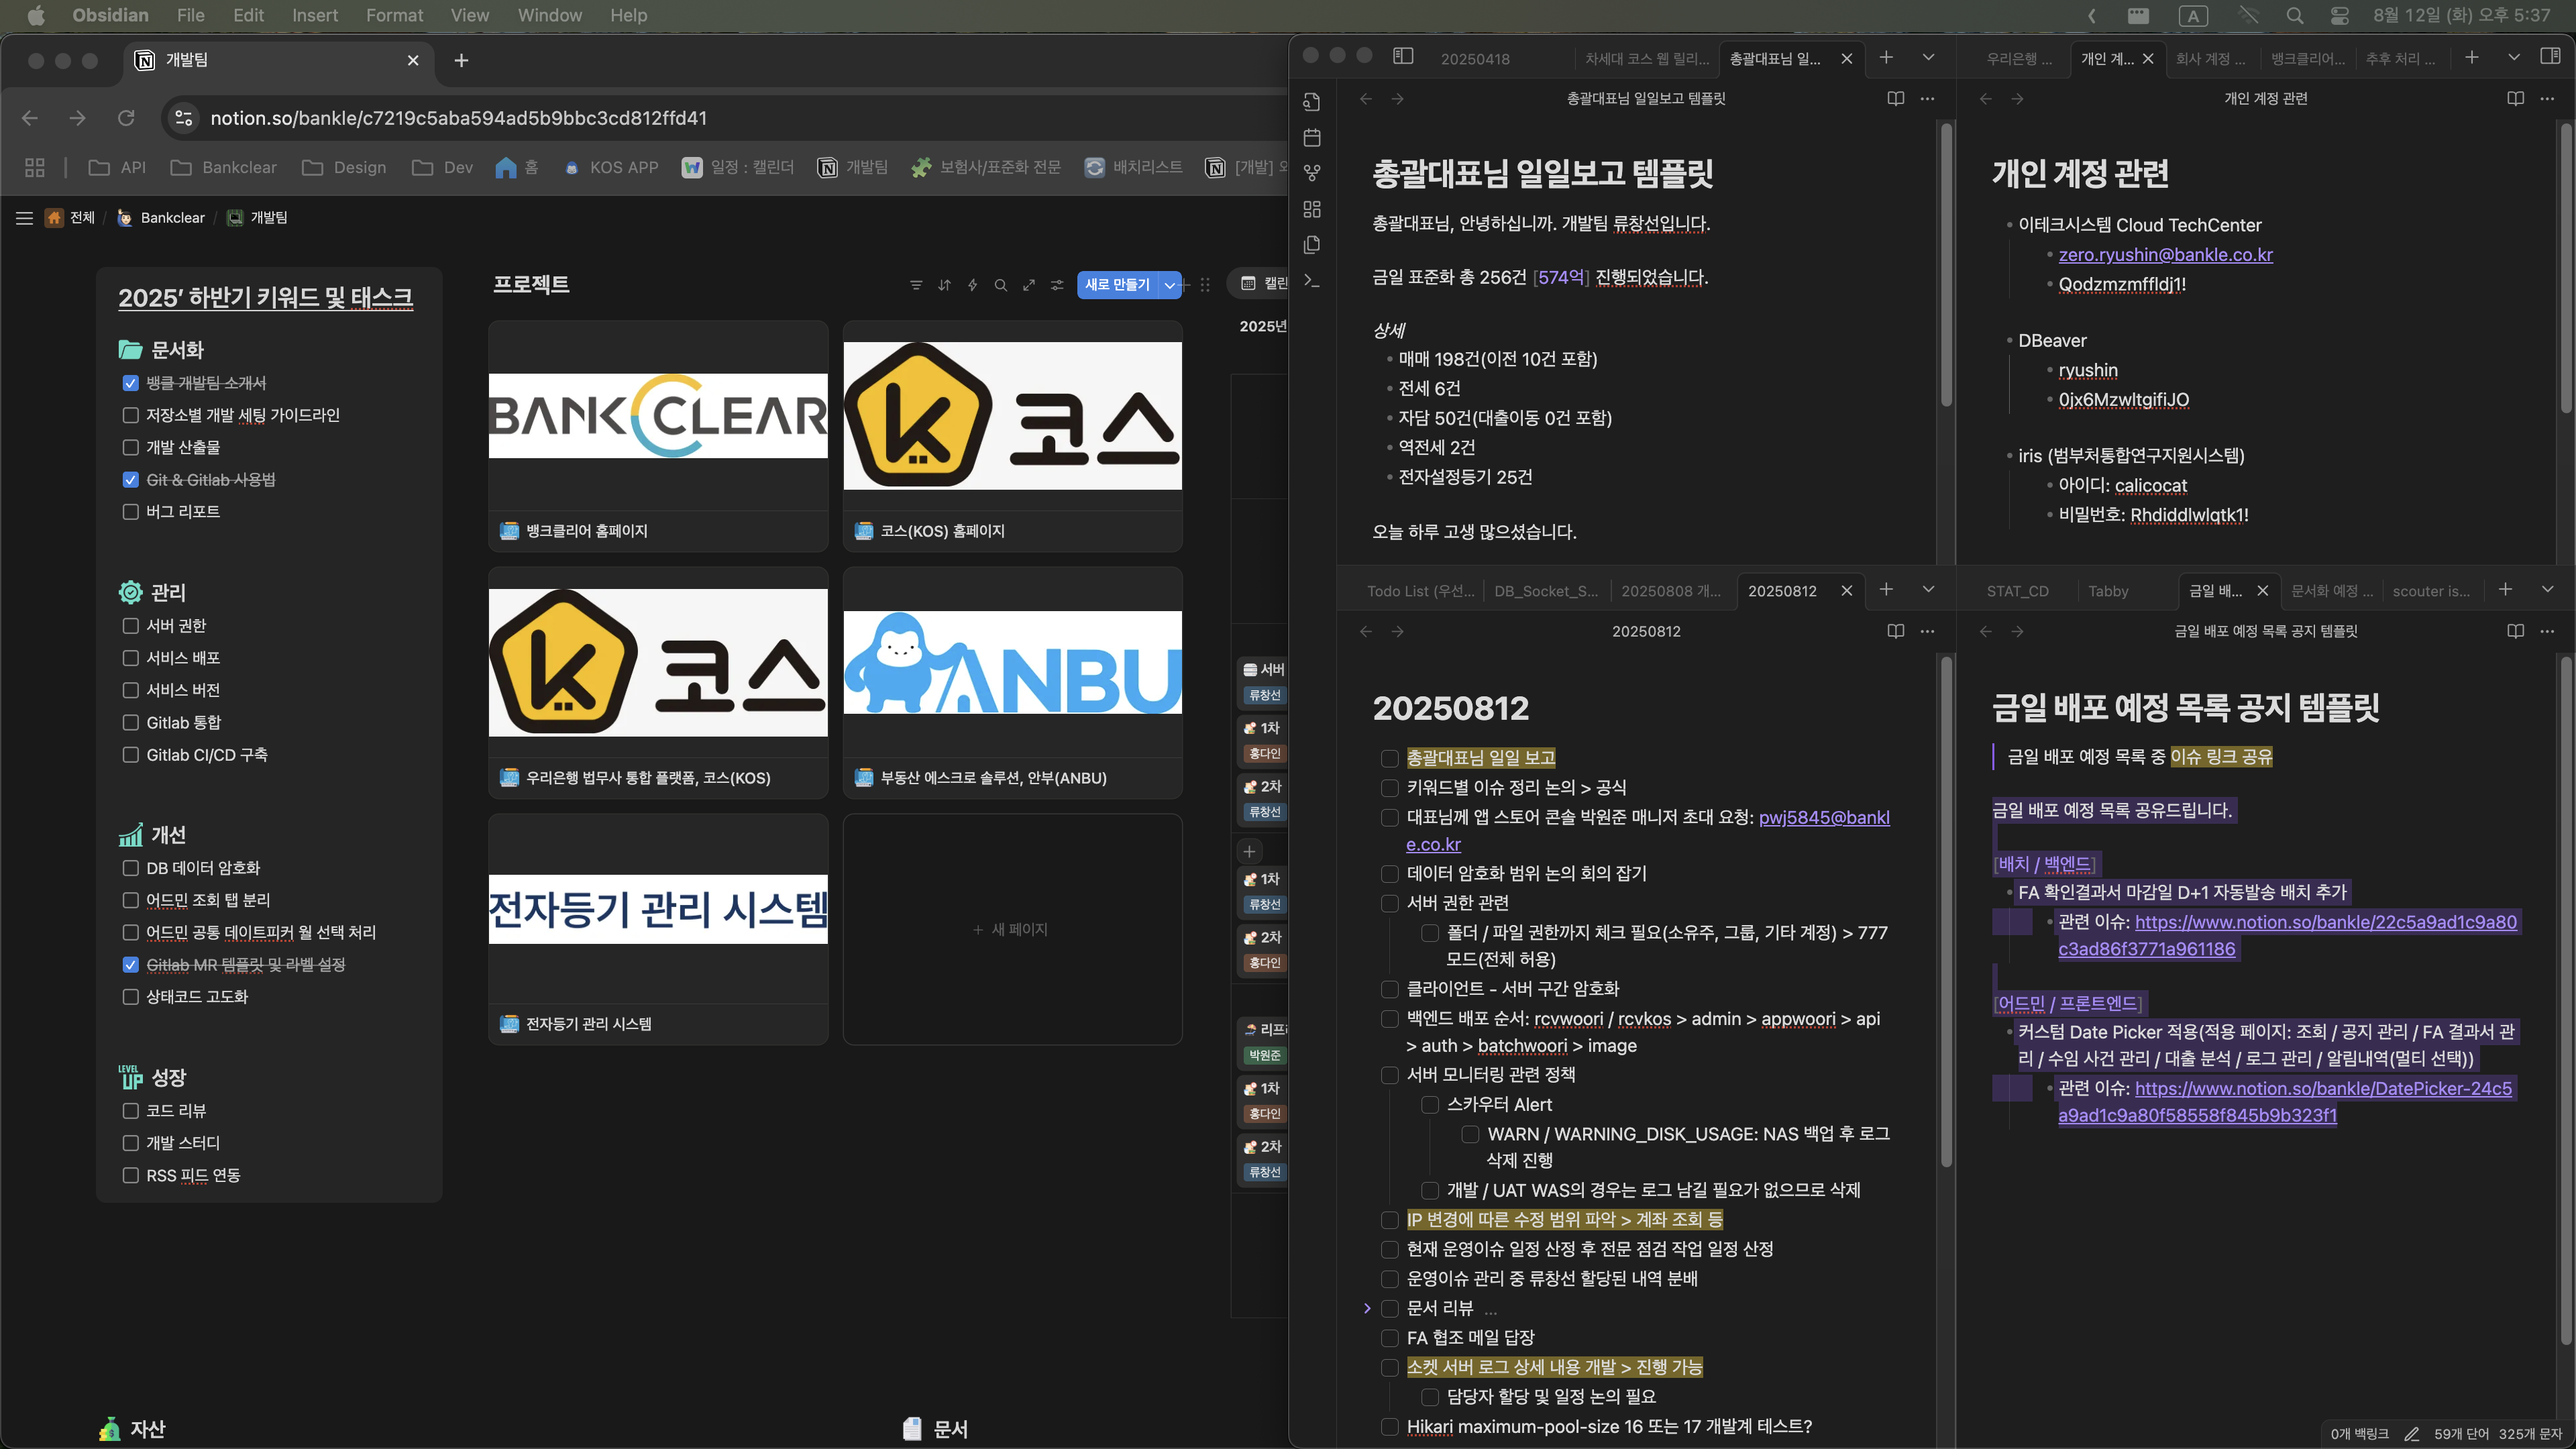 Obsidian File Edit Insert Format View Window Help
A 8월 12일 (화) 오후 5:37
개발팀
notion.so/bankle/c7219c5aba594ad5b9bbc3cd812ffd41
API Bankclear Design Dev 홈 KOS APP 일정 : 캘린더 개발팀 보험사/표준화 전문 배치리스트 [개발]
전체 / Bankclear / 개발팀
2025' 하반기 키워드 및 태스크
문서화
뱅클 개발팀 소개서
저장소별 개발 세팅 가이드라인
개발 산출물
Git & Gitlab 사용법
버그 리포트
관리
서버 권한
서비스 배포
서비스 버전
Gitlab 통합
Gitlab CI/CD 구축
개선
DB 데이터 암호화
어드민 조회 탭 분리
어드민 공통 데이트피커 월 선택 처리
Gitlab MR 템플릿 및 라벨 설정
상태코드 고도화
LEVEL UP 성장
코드 리뷰
개발 스터디
RSS 피드 연동
자산
프로젝트
새로 만들기
BANKCLEAR
뱅크클리어 홈페이지
코스
코스(KOS) 홈페이지
코스
우리은행 법무사 통합 플랫폼, 코스(KOS)
ANBU
부동산 에스크로 솔루션, 안부(ANBU)
전자등기 관리 시스템
전자등기 관리 시스템
+ 새 페이지
문서
캘린
2025년
서버
류창선
1차
홍다인
2차
류창선
1차
류창선
2차
홍다인
리프
박원준
1차
홍다인
2차
류창선
20250418 차세대 코스 웹 릴리... 총괄대표님 일...
총괄대표님 일일보고 템플릿
총괄대표님 일일보고 템플릿
총괄대표님, 안녕하십니까. 개발팀 류창선입니다.
금일 표준화 총 256건 [574억] 진행되었습니다.
상세
매매 198건(이전 10건 포함)
전세 6건
자담 50건(대출이동 0건 포함)
역전세 2건
전자설정등기 25건
오늘 하루 고생 많으셨습니다.
우리은행 ... 개인 계... 회사 계정 ... 뱅크클리어... 추후 처리 ...
개인 계정 관련
개인 계정 관련
이테크시스템 Cloud TechCenter
zero.ryushin@bankle.co.kr
Qodzmzmffldj1!
DBeaver
ryushin
0jx6MzwltgifiJO
iris (범부처통합연구지원시스템)
아이디: calicocat
비밀번호: Rhdiddlwlqtk1!
Todo List (우선... DB_Socket_S... 20250808 개... 20250812
20250812
20250812
총괄대표님 일일 보고
키워드별 이슈 정리 논의 > 공식
대표님께 앱 스토어 콘솔 박원준 매니저 초대 요청: pwj5845@bankl
e.co.kr
데이터 암호화 범위 논의 회의 잡기
서버 권한 관련
폴더 / 파일 권한까지 체크 필요(소유주, 그룹, 기타 계정) > 777
모드(전체 허용)
클라이언트 - 서버 구간 암호화
백엔드 배포 순서: rcvwoori / rcvkos > admin > appwoori > api
> auth > batchwoori > image
서버 모니터링 관련 정책
스카우터 Alert
WARN / WARNING_DISK_USAGE: NAS 백업 후 로그
삭제 진행
개발 / UAT WAS의 경우는 로그 남길 필요가 없으므로 삭제
IP 변경에 따른 수정 범위 파악 > 계좌 조회 등
현재 운영이슈 일정 산정 후 전문 점검 작업 일정 산정
운영이슈 관리 중 류창선 할당된 내역 분배
문서 리뷰 ...
FA 협조 메일 답장
소켓 서버 로그 상세 내용 개발 > 진행 가능
담당자 할당 및 일정 논의 필요
Hikari maximum-pool-size 16 또는 17 개발계 테스트?
STAT_CD Tabby 금일 배... 문서화 예정 ... scouter is...
금일 배포 예정 목록 공지 템플릿
금일 배포 예정 목록 공지 템플릿
금일 배포 예정 목록 중 이슈 링크 공유
금일 배포 예정 목록 공유드립니다.
[배치 / 백엔드]
FA 확인결과서 마감일 D+1 자동발송 배치 추가
관련 이슈: https://www.notion.so/bankle/22c5a9ad1c9a80
c3ad86f3771a961186
[어드민 / 프론트엔드]
커스텀 Date Picker 적용(적용 페이지: 조회 / 공지 관리 / FA 결과서 관
리 / 수임 사건 관리 / 대출 분석 / 로그 관리 / 알림내역(멀티 선택))
관련 이슈: https://www.notion.so/bankle/DatePicker-24c5
a9ad1c9a80f58558f845b9b323f1
0개 백링크 59개 단어 325개 문자